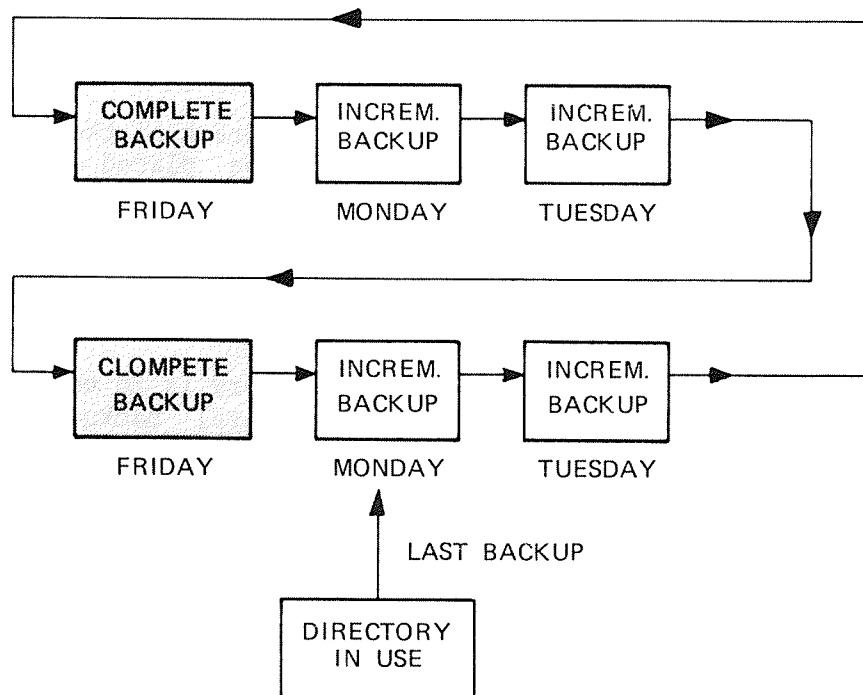 COMPLETE
BACKUP
INCREM.
BACKUP
INCREM.
BACKUP
FRIDAY
MONDAY
TUESDAY
CLOMPETE
BACKUP
INCREM.
BACKUP
INCREM.
BACKUP
FRIDAY
MONDAY
TUESDAY
LAST BACKUP
DIRECTORY
IN USE